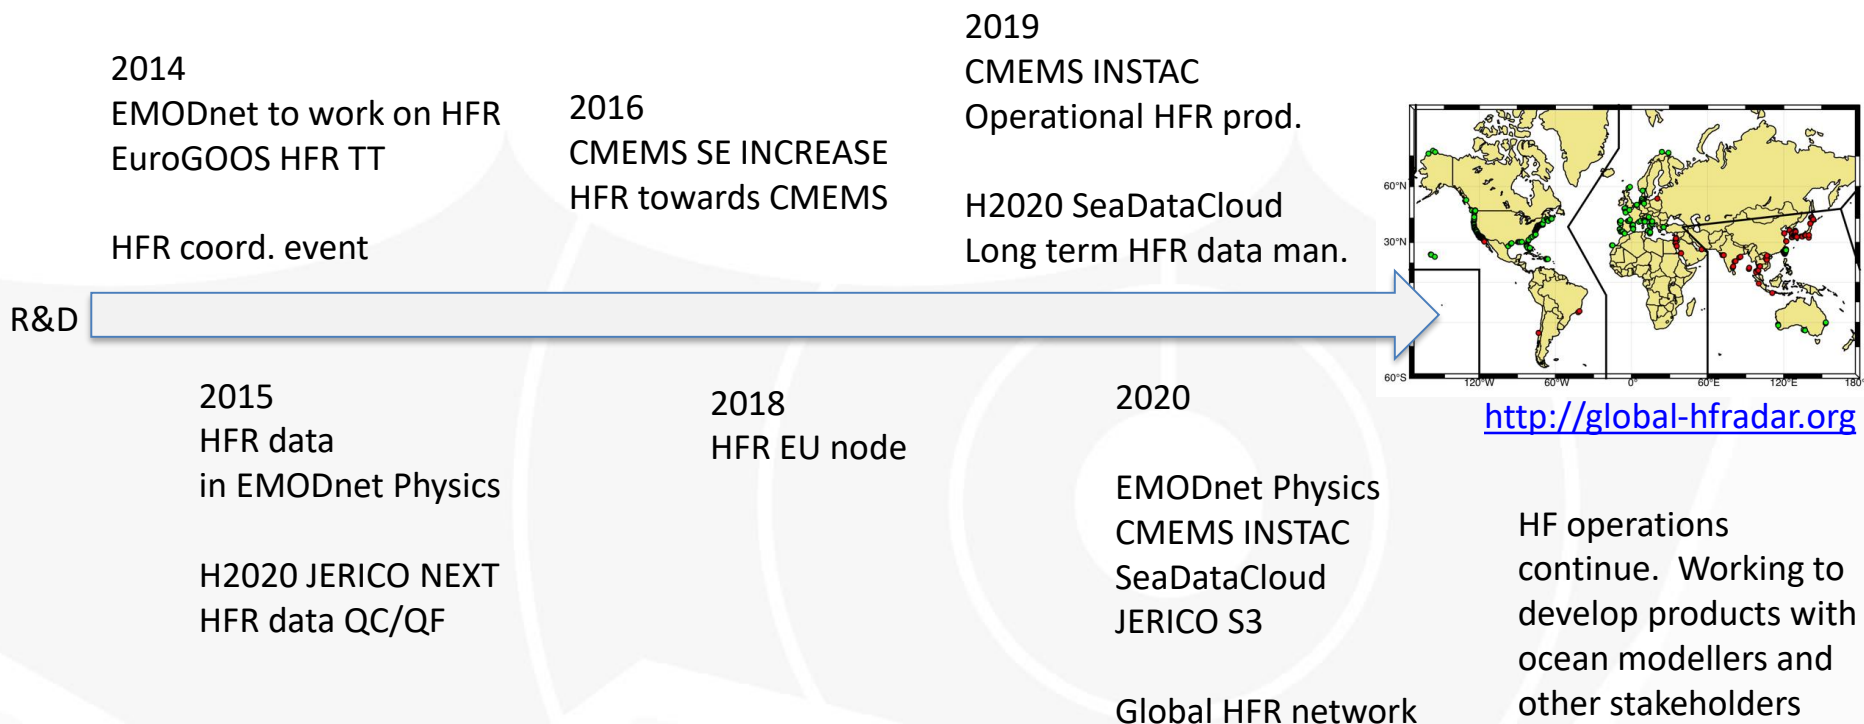 2014
EMODnet to work on HFR
EuroGOOS HFR TT
HFR coord. event
2016
CMEMS SE INCREASE
HFR towards CMEMS
2019
CMEMS INSTAC
Operational HFR prod.
H2020 SeaDataCloud
Long term HFR data man.
R&D
60°N
30°N
60°S
120°W
60°W
0°
60°E
120°E
180°
http://global-hfradar.org
2015
HFR data
in EMODnet Physics
H2020 JERICO NEXT
HFR data QC/QF
2018
HFR EU node
2020
EMODnet Physics
CMEMS INSTAC
SeaDataCloud
JERICO S3
Global HFR network
HF operations
continue. Working to
develop products with
ocean modellers and
other stakeholders